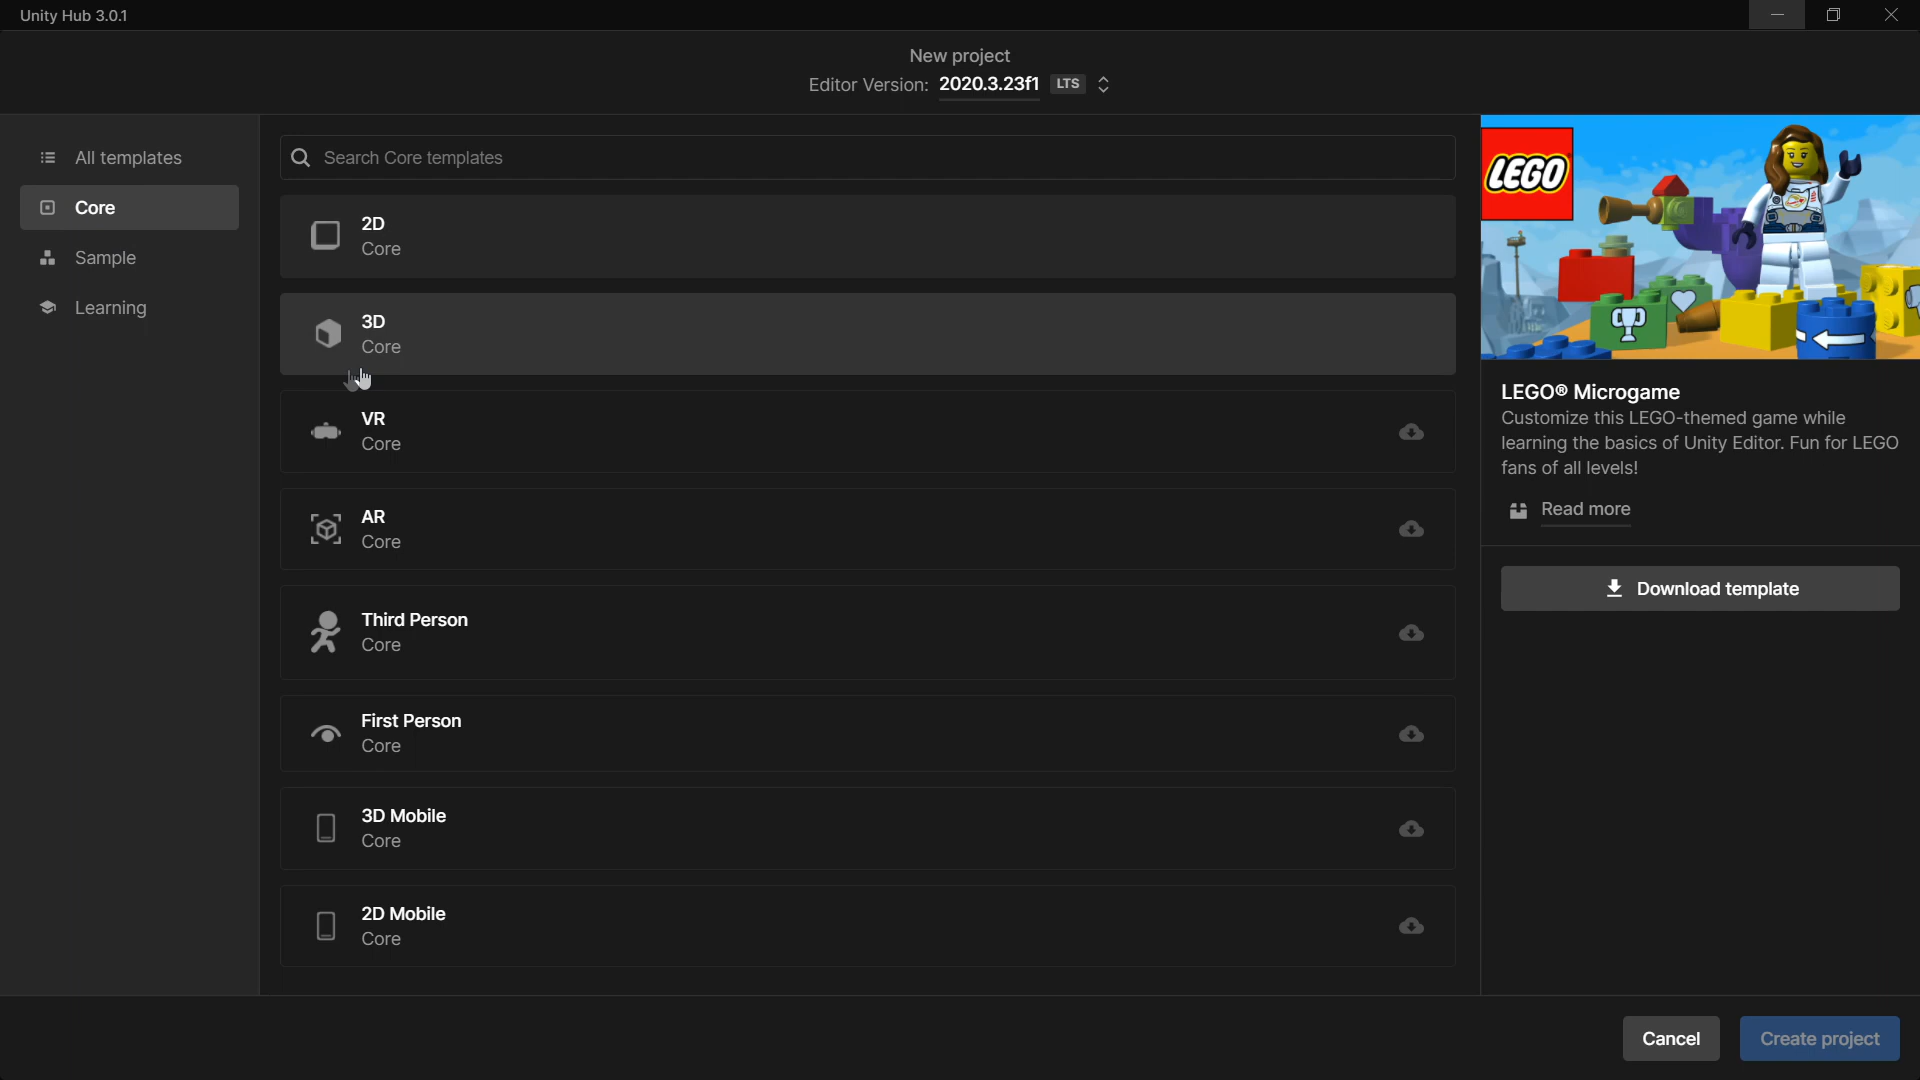 Unity Hub 3.0.1
New project
Editor Version: 2020.3.23f1 LTS
All templates
Core
Sample
Learning
Search Core templates
2D
Core
3D
Core
VR
Core
AR
Core
Third Person
Core
First Person
Core
3D Mobile
Core
2D Mobile
Core
LEGO
LEGO® Microgame
Customize this LEGO-themed game while
learning the basics of Unity Editor. Fun for LEGO
fans of all levels!
Read more
Download template
Cancel
Create project